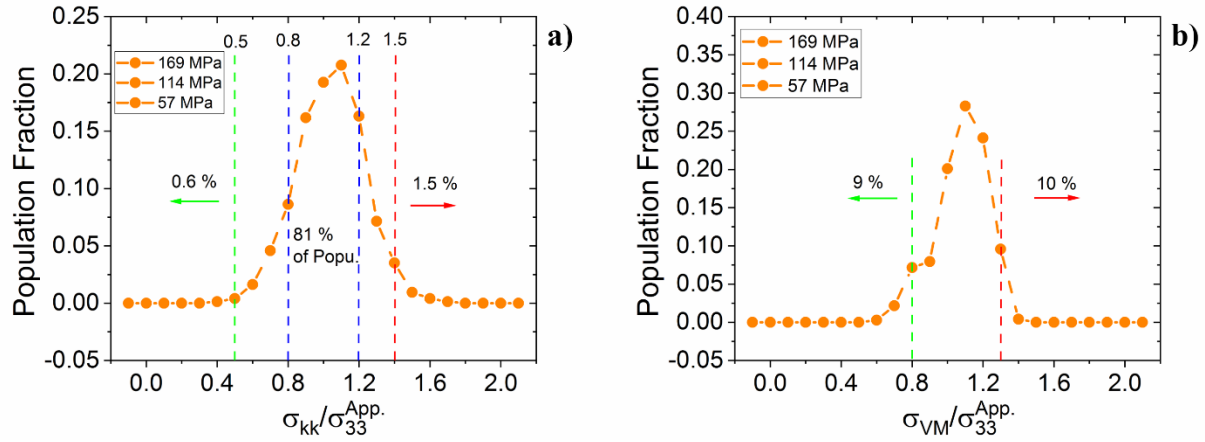 a)
0.5 0.8 1.2 1.5
169 MPa
114 MPa
57 MPa
0.6 %
1.5 %
81 %
of Popu.
Population Fraction
0.25
0.20
0.15
0.10
0.05
0.00
-0.05
0.0 0.4 0.8 1.2 1.6 2.0
σkk/σ33App.
b)
169 MPa
114 MPa
57 MPa
9 %
10 %
Population Fraction
0.40
0.35
0.30
0.25
0.20
0.15
0.10
0.05
0.00
-0.05
0.0 0.4 0.8 1.2 1.6 2.0
σVM/σ33App.